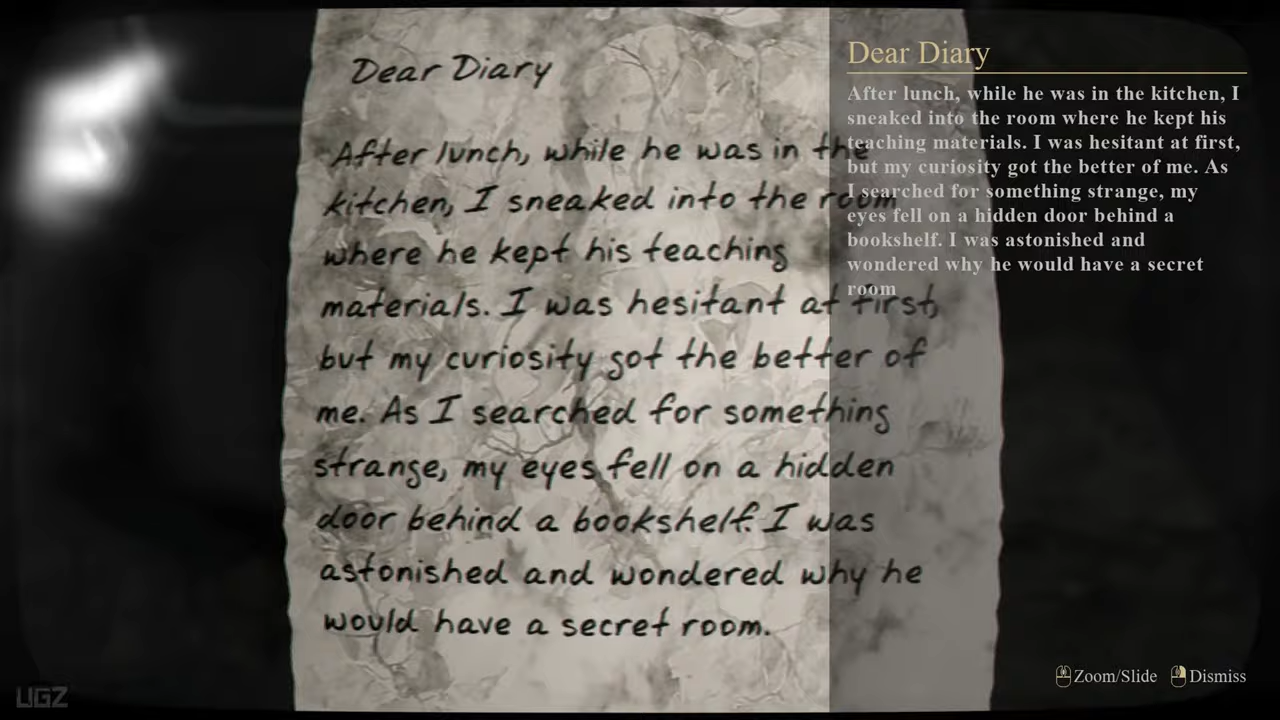 Dear Diary
After lunch, while he was in the
kitchen, I sneaked into the room
where he kept his teaching
materials. I was hesitant at first,
but my curiosity got the better of
me. As I searched for something
strange, my eyes fell on a hidden
door behind a bookshelf. I was
astonished and wondered why he
would have a secret room.
Dear Diary
After lunch, while he was in the kitchen, I
sneaked into the room where he kept his
teaching materials. I was hesitant at first,
but my curiosity got the better of me. As
I searched for something strange, my
eyes fell on a hidden door behind a
bookshelf. I was astonished and
wondered why he would have a secret
room
Zoom/Slide Dismiss
UGZ